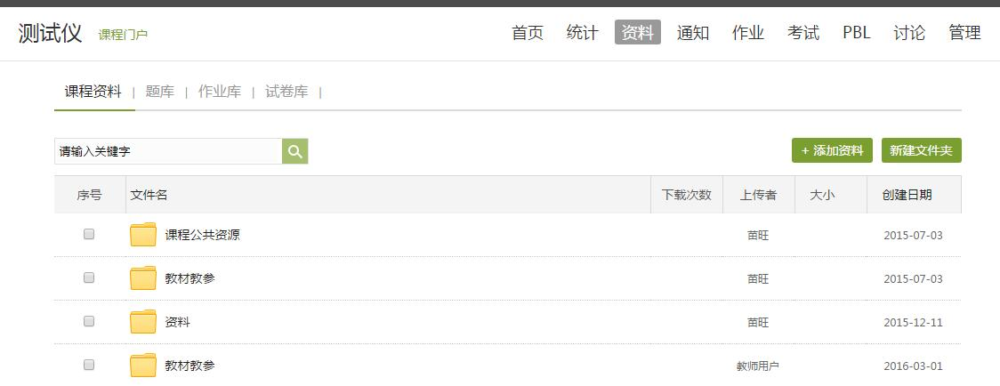 测试仪 课程门户 首页 统计 资料 通知 作业 考试 PBL 讨论 管理
课程资料 | 题库 | 作业库 | 试卷库 |
请输入关键字 + 添加资料 新建文件夹
序号 文件名 下载次数 上传者 大小 创建日期
课程公共资源 苗旺 2015-07-03
教材教参 苗旺 2015-07-03
资料 苗旺 2015-12-11
教材教参 教师用户 2016-03-01